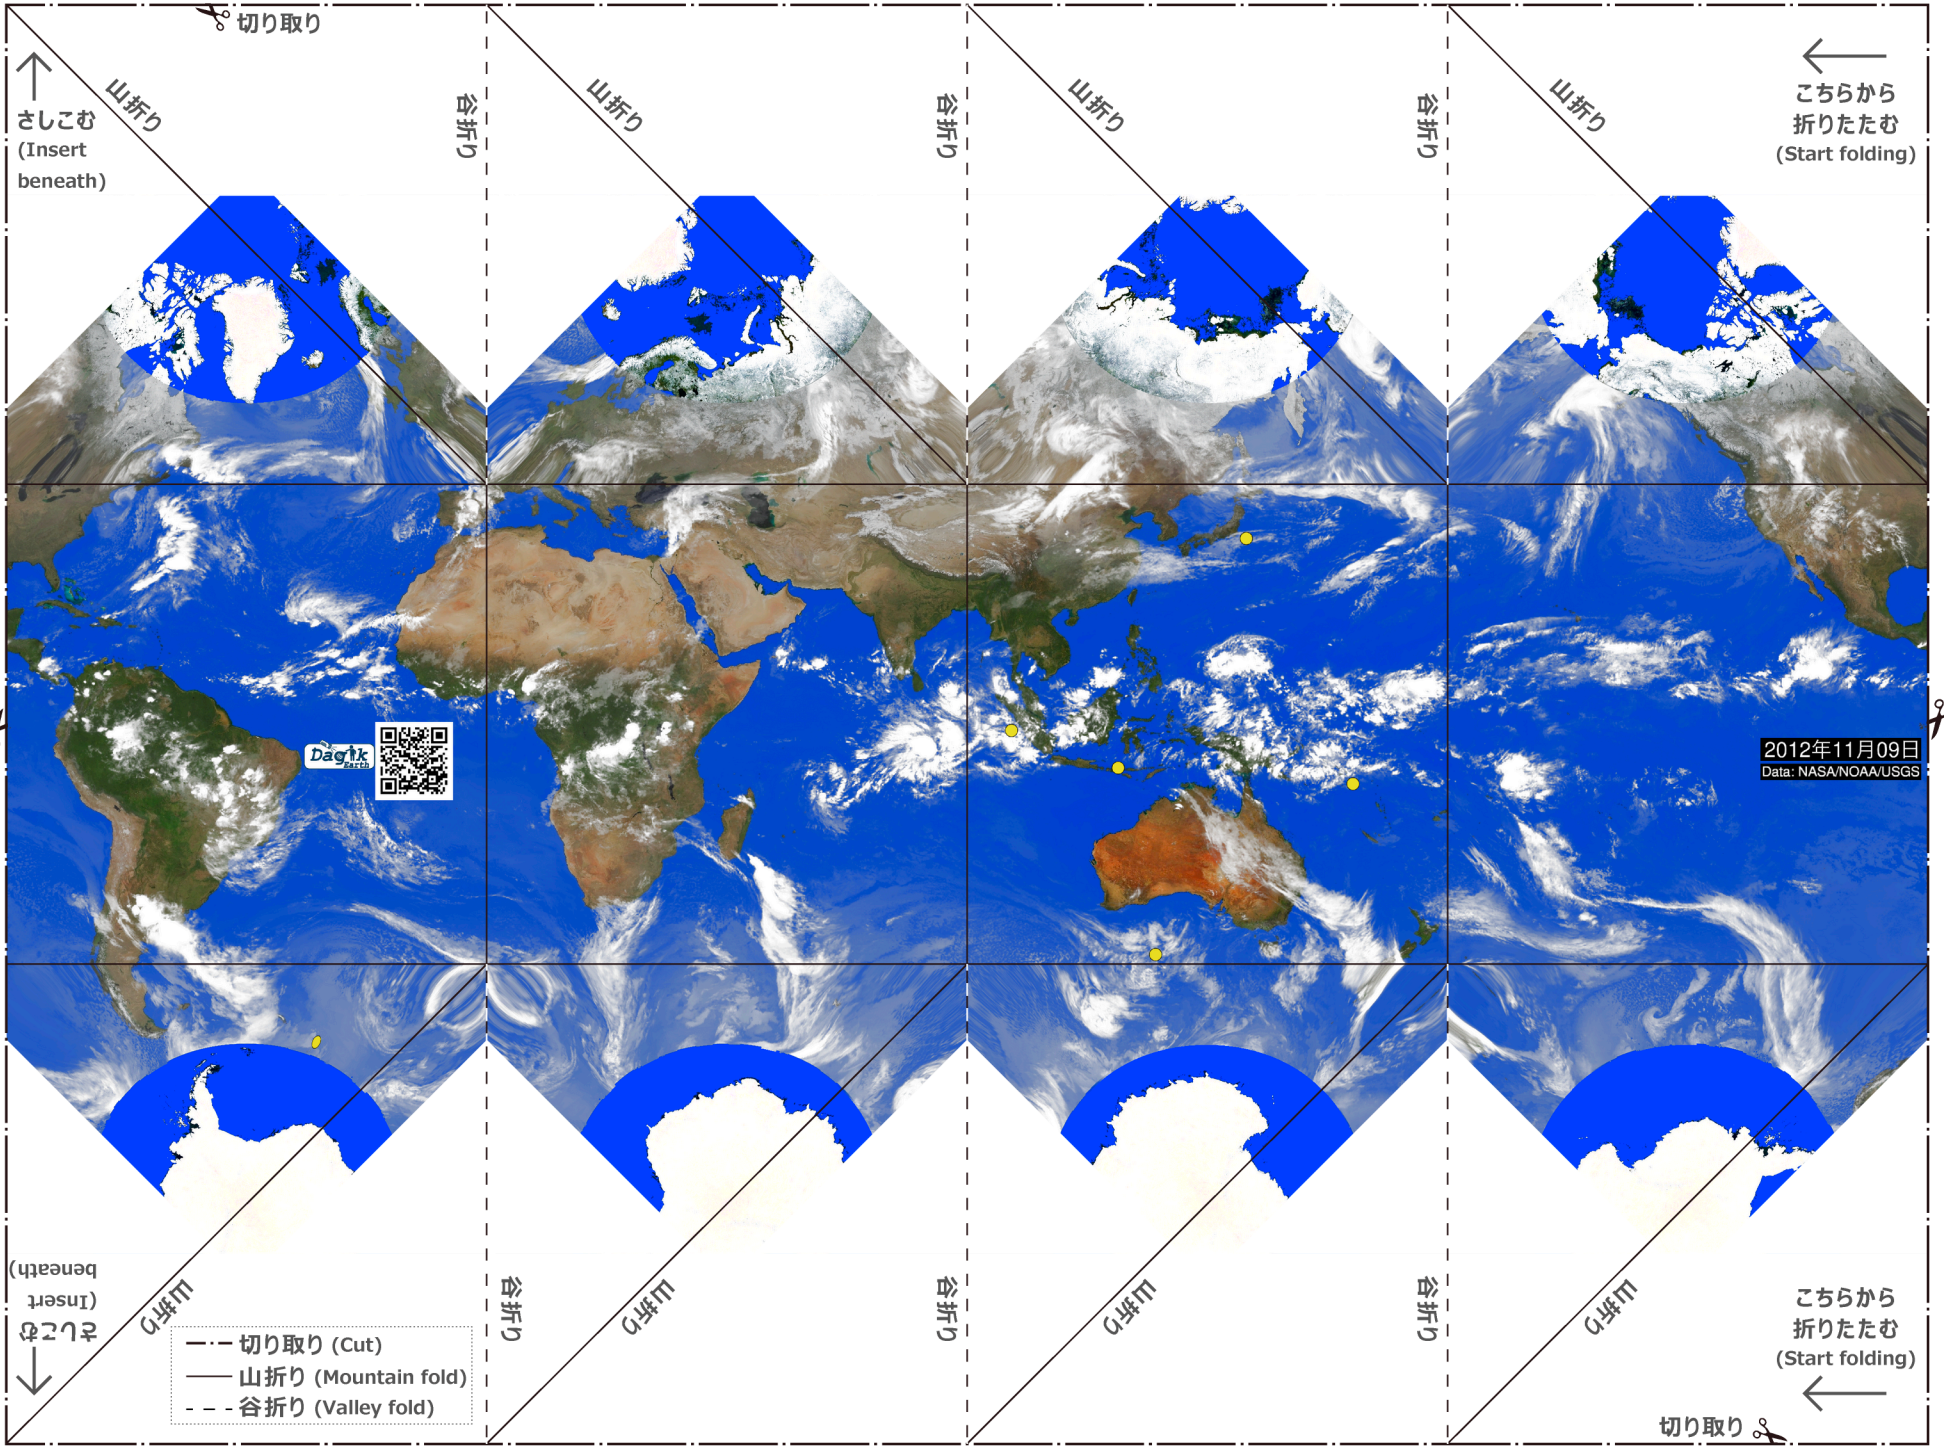 切り取り
山折り
谷折り
山折り
谷折り
山折り
谷折り
山折り
さしこむ
(Insert
beneath)
こちらから
折りたたむ
(Start folding)
Dagik
Earth
2012年11月09日
Data: NASA/NOAA/USGS
さしこむ
(Insert
beneath)
山折り
谷折り
山折り
谷折り
山折り
谷折り
山折り
切り取り (Cut)
山折り (Mountain fold)
谷折り (Valley fold)
こちらから
折りたたむ
(Start folding)
切り取り